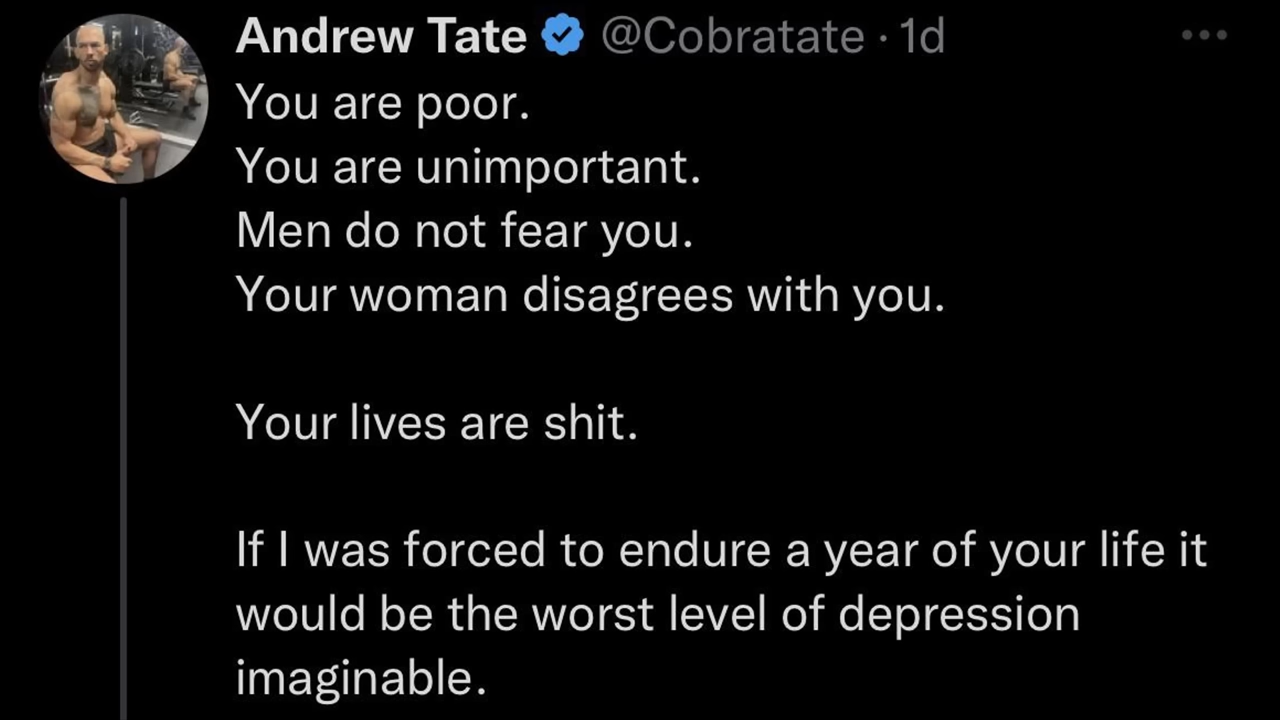 Andrew Tate @Cobratate · 1d
You are poor.
You are unimportant.
Men do not fear you.
Your woman disagrees with you.
Your lives are shit.
If I was forced to endure a year of your life it
would be the worst level of depression
imaginable.